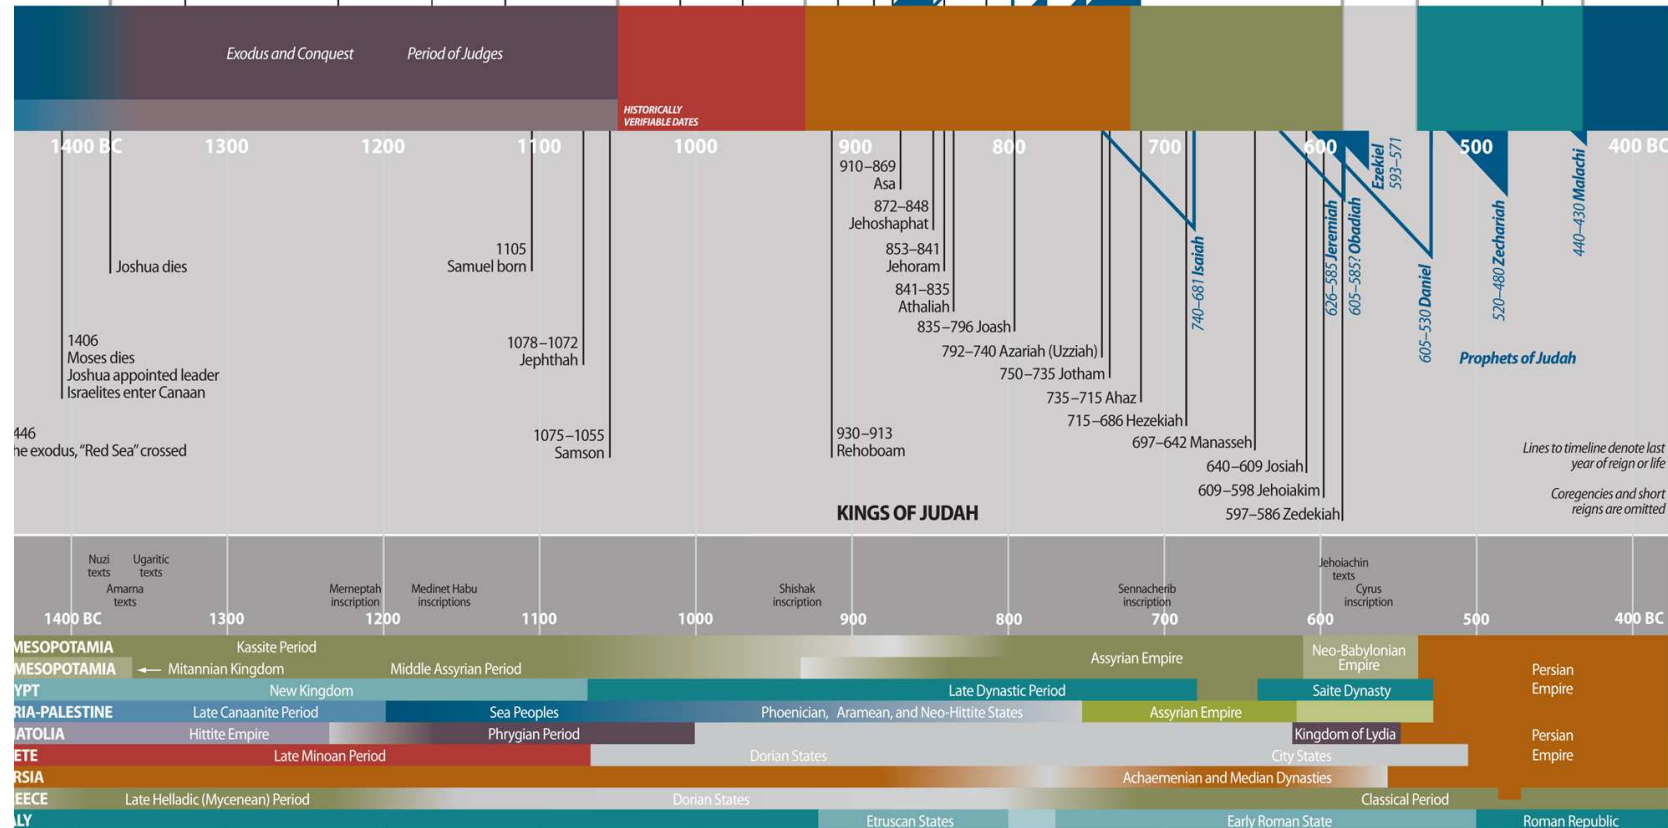 Exodus and Conquest
Period of Judges
HISTORICALLY
VERIFIABLE DATES
1400 BC
1300
1200
1100
1000
900
800
700
600
500
400 BC
Joshua dies
1406
Moses dies
Joshua appointed leader
Israelites enter Canaan
446
he exodus, “Red Sea” crossed
1105
Samuel born
1078–1072
Jephthah
1075–1055
Samson
910–869
Asa
872–848
Jehoshaphat
853–841
Jehoram
841–835
Athaliah
835–796 Joash
792–740 Azariah (Uzziah)
750–735 Jotham
735–715 Ahaz
715–686 Hezekiah
697–642 Manasseh
640–609 Josiah
609–598 Jehoiakim
597–586 Zedekiah
930–913
Rehoboam
KINGS OF JUDAH
740–681 Isaiah
626–585 Jeremiah
605–585? Obadiah
Ezekiel
593–571
605–530 Daniel
520–480 Zechariah
440–430 Malachi
Prophets of Judah
Lines to timeline denote last
year of reign or life
Coregencies and short
reigns are omitted
Nuzi
texts
Ugaritic
texts
Amarna
texts
Merneptah
inscription
Medinet Habu
inscriptions
Shishak
inscription
Sennacherib
inscription
Jehoiachin
texts
Cyrus
inscription
1400 BC
1300
1200
1100
1000
900
800
700
600
500
400 BC
MESOPOTAMIA
Kassite Period
MESOPOTAMIA
Mitannian Kingdom
Middle Assyrian Period
Assyrian Empire
Neo-Babylonian
Empire
Persian
Empire
YPT
New Kingdom
Late Dynastic Period
Saite Dynasty
RIA-PALESTINE
Late Canaanite Period
Sea Peoples
Phoenician, Aramean, and Neo-Hittite States
Assyrian Empire
ATOLIA
Hittite Empire
Phrygian Period
Kingdom of Lydia
Persian
Empire
ETE
Late Minoan Period
Dorian States
City States
RSIA
Achaemenian and Median Dynasties
EECE
Late Helladic (Mycenean) Period
Dorian States
Classical Period
ALY
Etruscan States
Early Roman State
Roman Republic